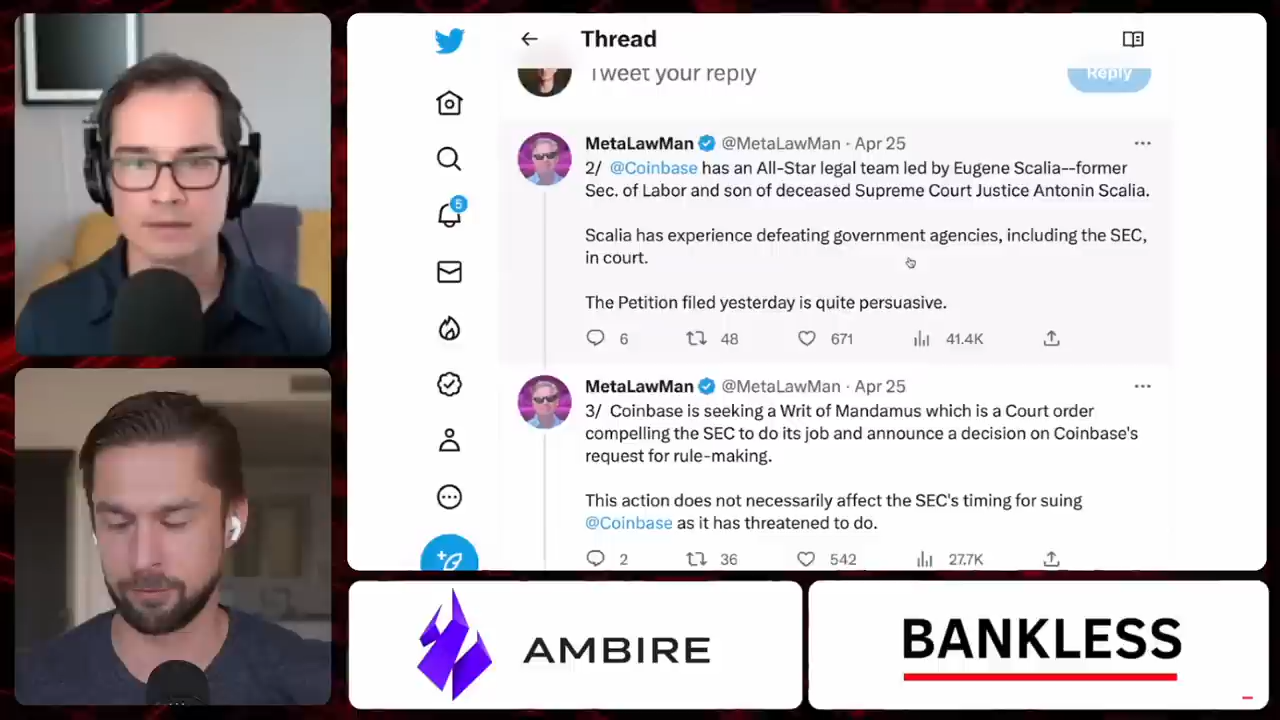 Thread
Tweet your reply
Reply
5
MetaLawMan @MetaLawMan · Apr 25
2/ @Coinbase has an All-Star legal team led by Eugene Scalia--former
Sec. of Labor and son of deceased Supreme Court Justice Antonin Scalia.
Scalia has experience defeating government agencies, including the SEC,
in court.
The Petition filed yesterday is quite persuasive.
6 48 671 41.4K
MetaLawMan @MetaLawMan · Apr 25
3/ Coinbase is seeking a Writ of Mandamus which is a Court order
compelling the SEC to do its job and announce a decision on Coinbase's
request for rule-making.
This action does not necessarily affect the SEC's timing for suing
@Coinbase as it has threatened to do.
2 36 542 27.7K
AMBIRE
BANKLESS